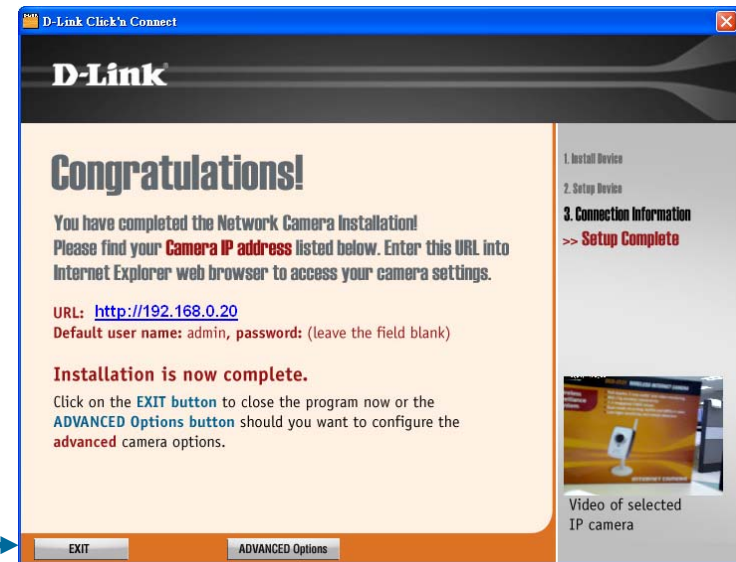 D-Link Click'n Connect
D-Link
Congratulations!
You have completed the Network Camera Installation!
Please find your Camera IP address listed below. Enter this URL into
Internet Explorer web browser to access your camera settings.
URL: http://192.168.0.20
Default user name: admin, password: (leave the field blank)
Installation is now complete.
Click on the EXIT button to close the program now or the
ADVANCED Options button should you want to configure the
advanced camera options.
EXIT
ADVANCED Options
1. Install Device
2. Setup Device
3. Connection Information
>> Setup Complete
WIRELESS INTERNET CAMERA
INTERNET CAMERA
Video of selected
IP camera